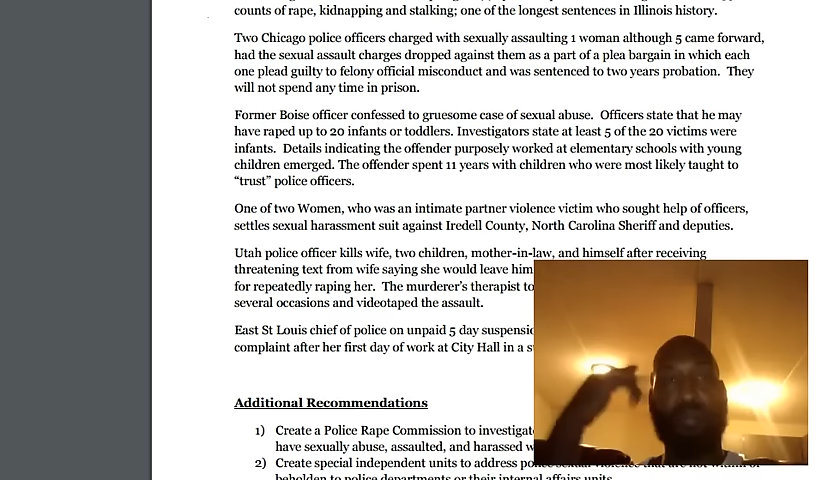 counts of rape, kidnapping and stalking; one of the longest sentences in Illinois history.
Two Chicago police officers charged with sexually assaulting 1 woman although 5 came forward,
had the sexual assault charges dropped against them as a part of a plea bargain in which each
one plead guilty to felony official misconduct and was sentenced to two years probation.  They
will not spend any time in prison.
Former Boise officer confessed to gruesome case of sexual abuse.  Officers state that he may
have raped up to 20 infants or toddlers. Investigators state at least 5 of the 20 victims were
infants.  Details indicating the offender purposely worked at elementary schools with young
children emerged. The offender spent 11 years with children who were most likely taught to
“trust” police officers.
One of two Women, who was an intimate partner violence victim who sought help of officers,
settles sexual harassment suit against Iredell County, North Carolina Sheriff and deputies.
Utah police officer kills wife, two children, mother-in-law, and himself after receiving
threatening text from wife saying she would leave him
for repeatedly raping her.  The murderer's therapist to
several occasions and videotaped the assault.
East St Louis chief of police on unpaid 5 day
complaint after her first day of work at City Hall in a
Additional Recommendations
1) Create a Police Rape Commission to
have sexually abuse, assaulted, and harassed
2) Create special independent units to address
beholden to police departments or their internal affairs units